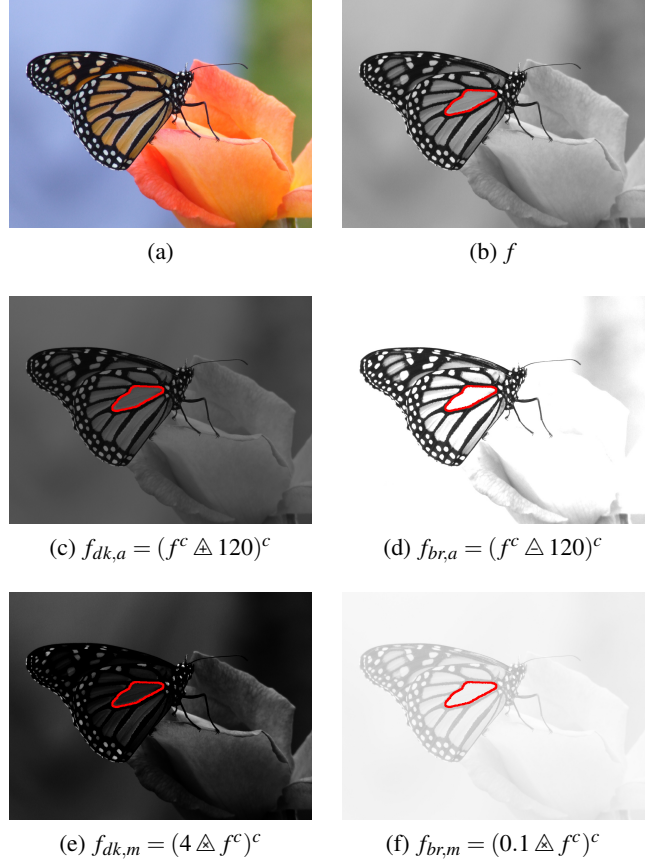 (a)
(b) f
(c) f_{dk,a} = (f^c ⨹ 120)^c
(d) f_{br,a} = (f^c ⨺ 120)^c
(e) f_{dk,m} = (4 ⨻ f^c)^c
(f) f_{br,m} = (0.1 ⨻ f^c)^c